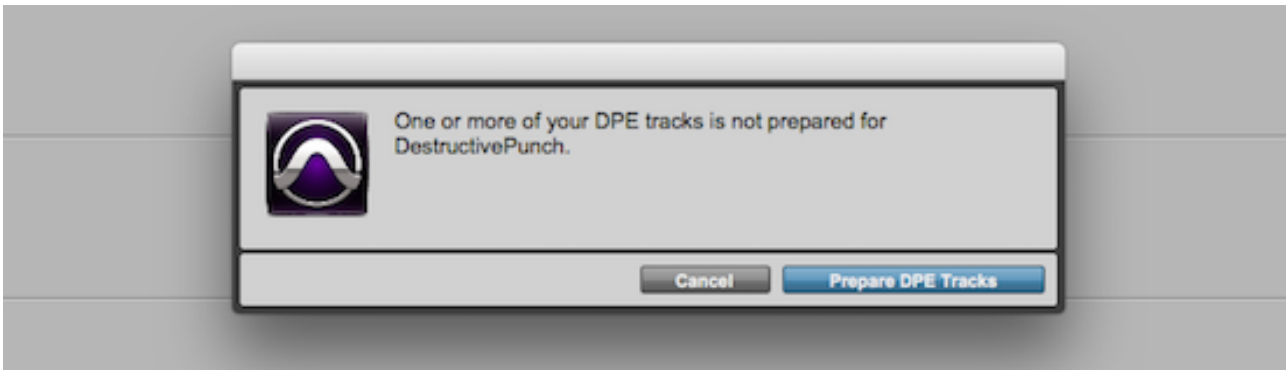 One or more of your DPE tracks is not prepared for
DestructivePunch.
Cancel
Prepare DPE Tracks